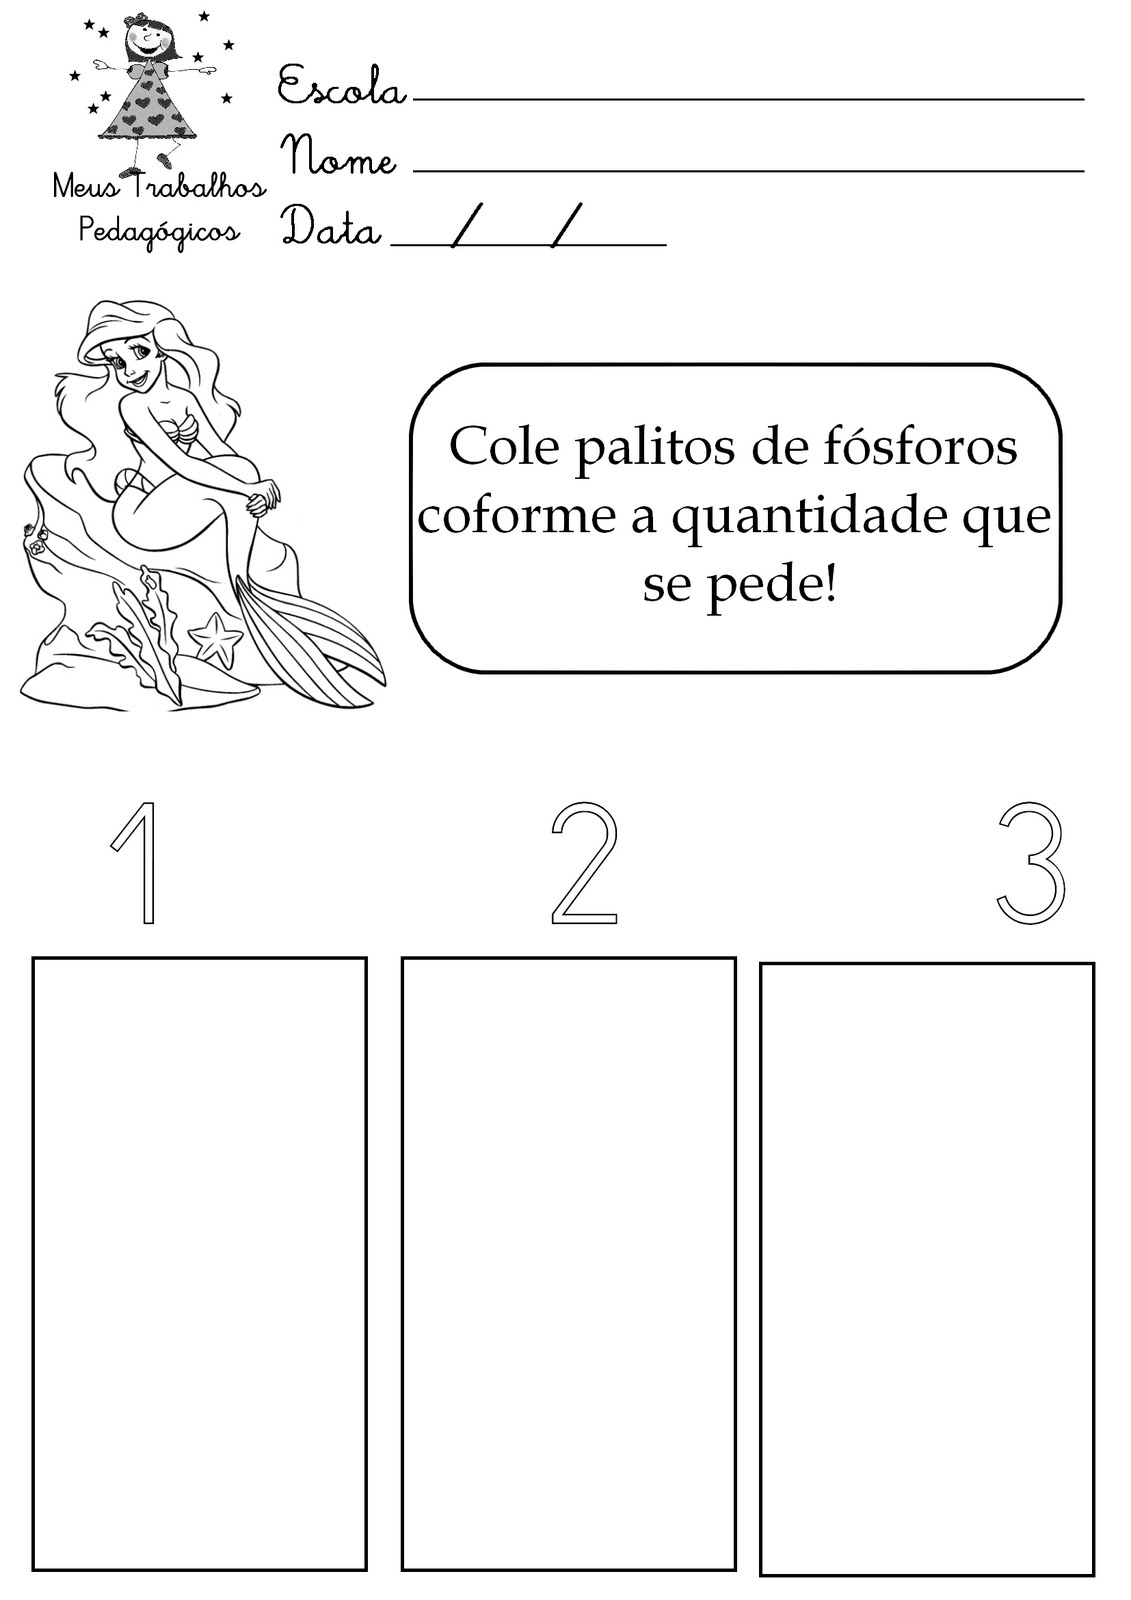 Escola
Nome
Meus Trabalhos
Pedagógicos
Data / /
Cole palitos de fósforos
coforme a quantidade que
se pede!
1 2 3